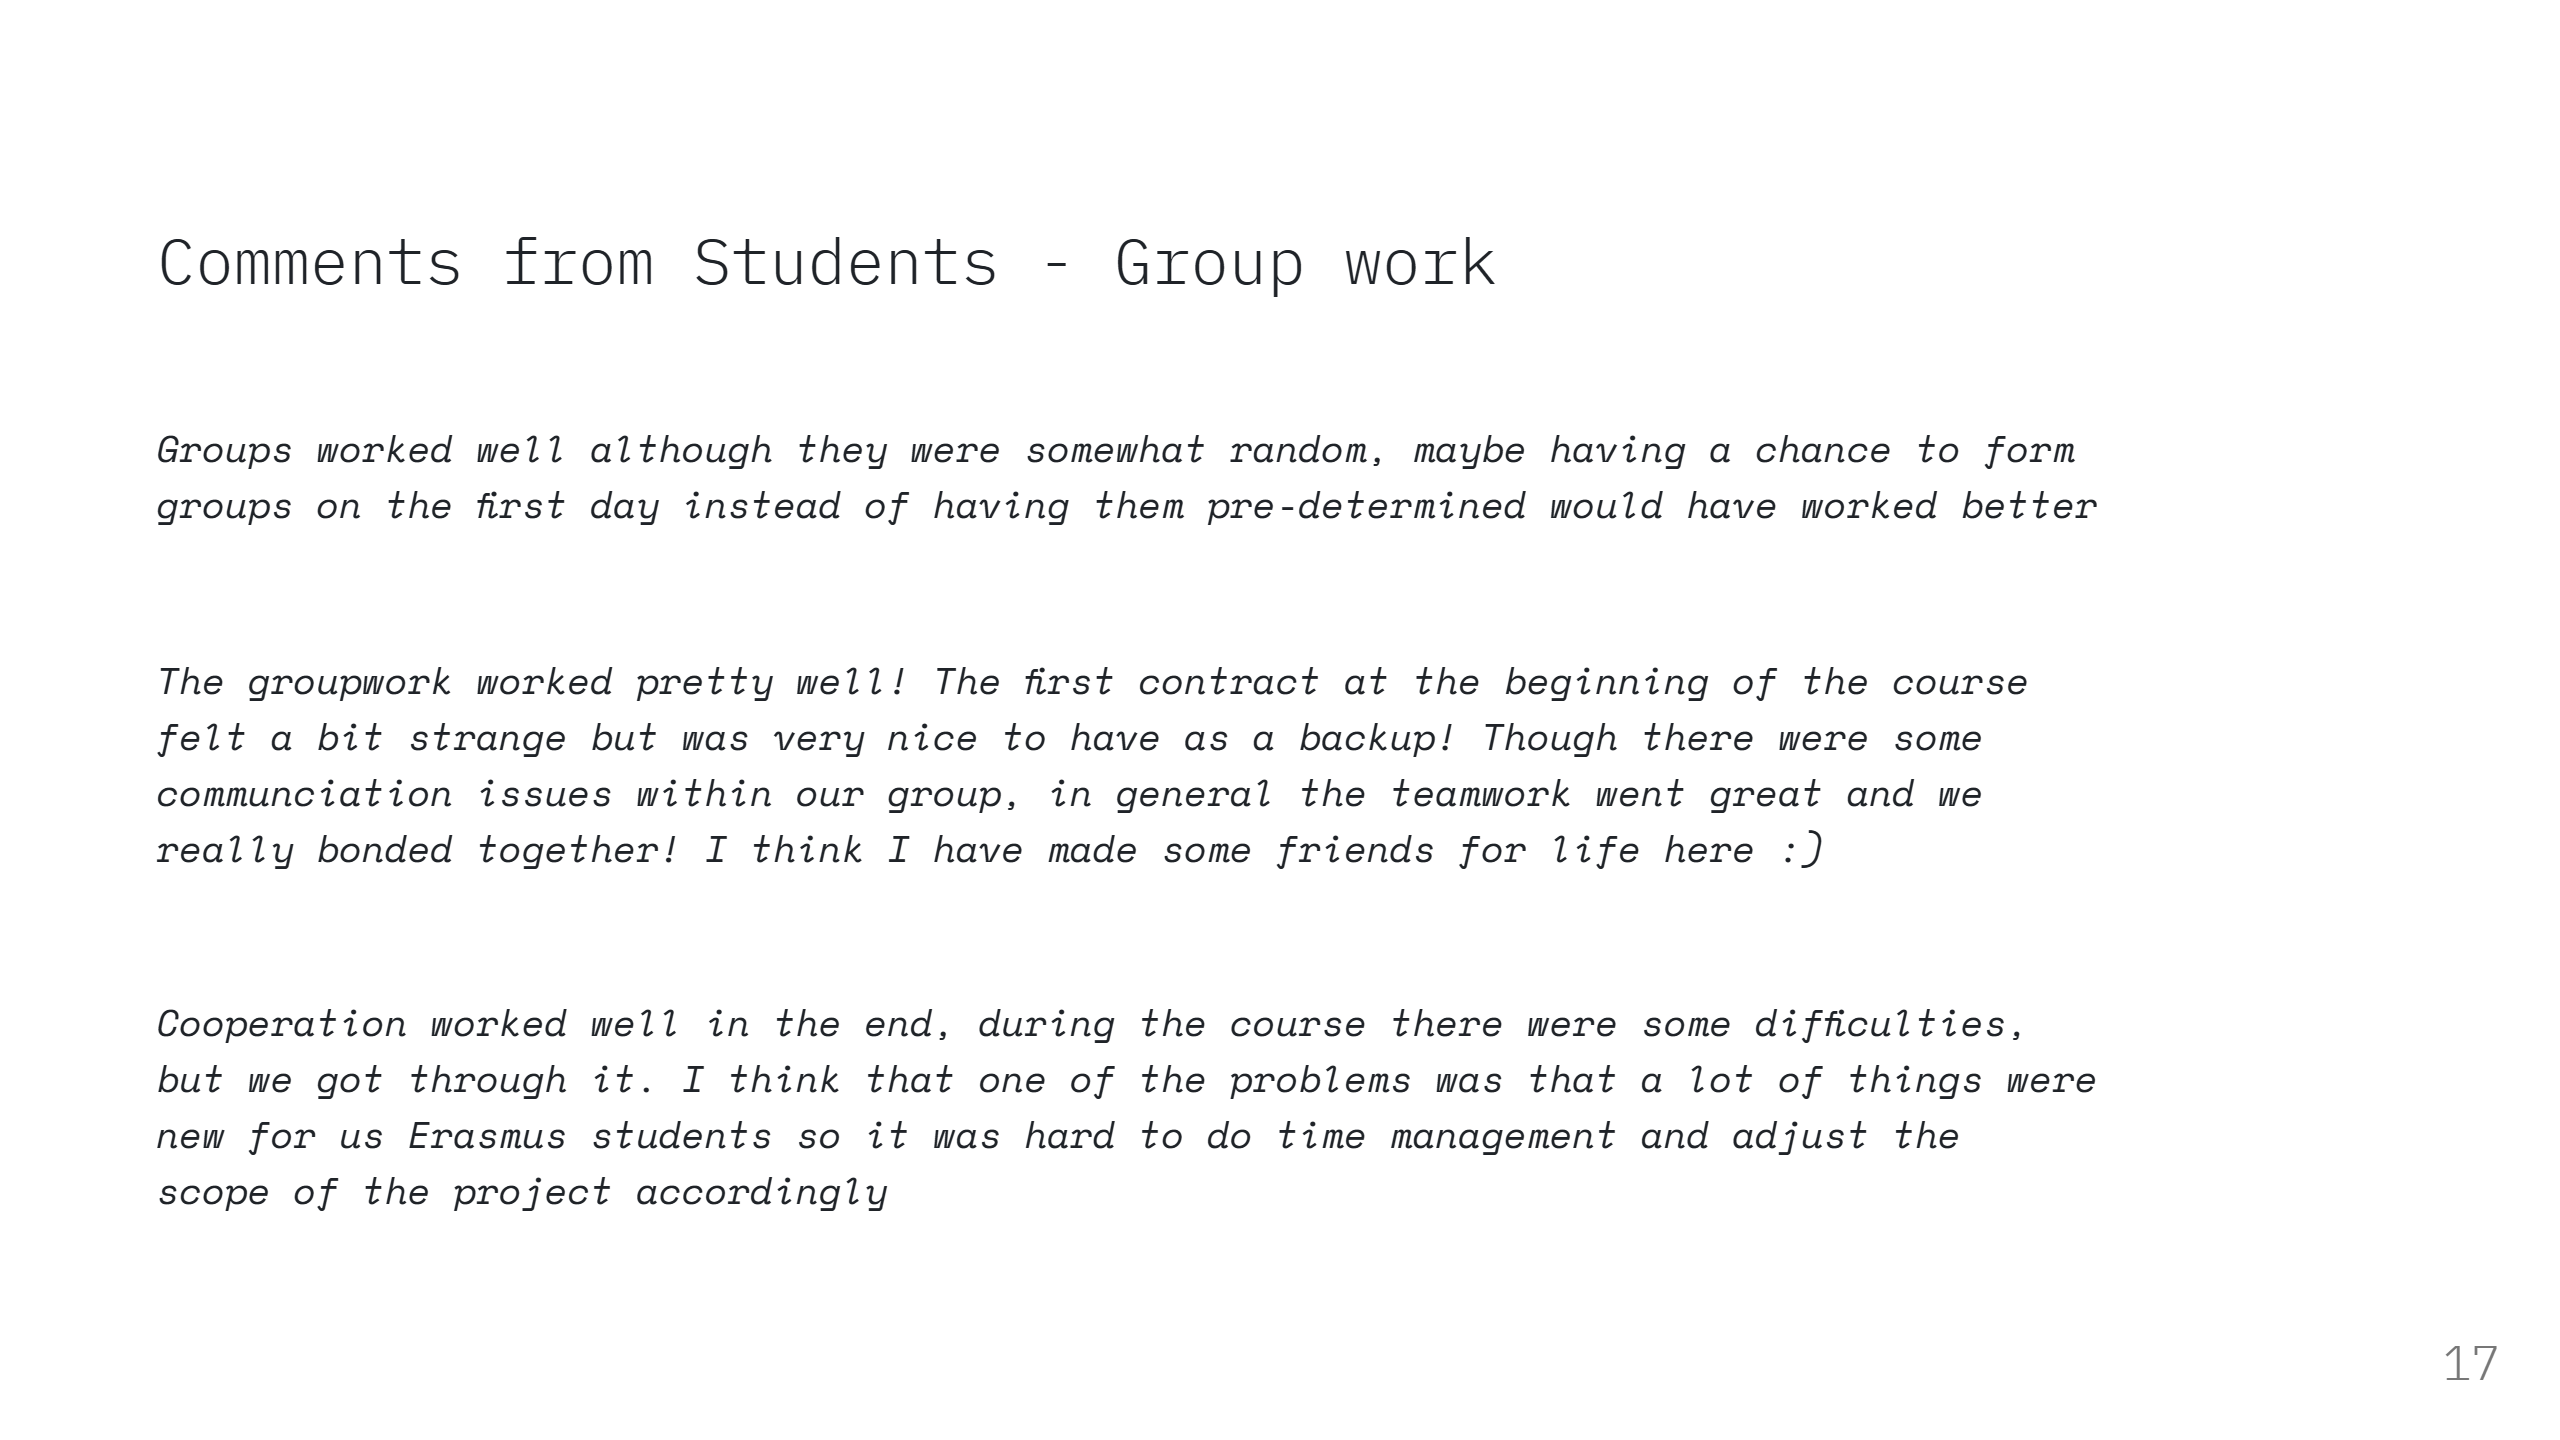 Comments from Students - Group work
Groups worked well although they were somewhat random, maybe having a chance to form
groups on the first day instead of having them pre-determined would have worked better
The groupwork worked pretty well! The first contract at the beginning of the course
felt a bit strange but was very nice to have as a backup! Though there were some
communciation issues within our group, in general the teamwork went great and we
really bonded together! I think I have made some friends for life here :)
Cooperation worked well in the end, during the course there were some difficulties,
but we got through it. I think that one of the problems was that a lot of things were
new for us Erasmus students so it was hard to do time management and adjust the
scope of the project accordingly
17